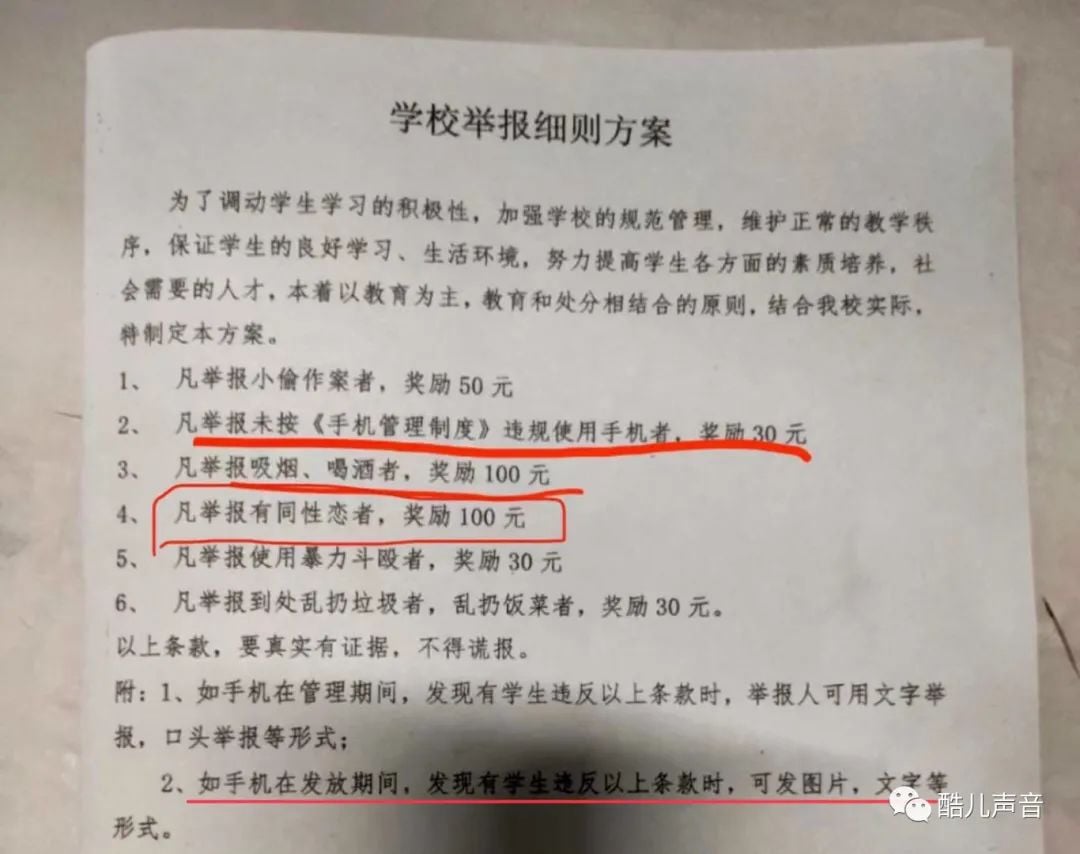 学校举报细则方案
为了调动学生学习的积极性，加强学校的规范管理，维护正常的教学秩
序，保证学生的良好学习、生活环境，努力提高学生各方面的素质培养，社
会需要的人才，本着以教育为主，教育和处分相结合的原则，结合我校实际，
特制定本方案。
1、 凡举报小偷作案者，奖励 50 元
2、 凡举报未按《手机管理制度》违规使用手机者，奖励 30 元
3、 凡举报吸烟、喝酒者，奖励 100 元
4、 凡举报有同性恋者，奖励 100 元
5、 凡举报使用暴力斗殴者，奖励 30 元
6、 凡举报到处乱扔垃圾者，乱扔饭菜者，奖励 30 元。
以上条款，要真实有证据，不得谎报。
附：1、如手机在管理期间，发现有学生违反以上条款时，举报人可用文字举
报，口头举报等形式；
2、如手机在发放期间，发现有学生违反以上条款时，可发图片，文字等
形式。
酷儿声音